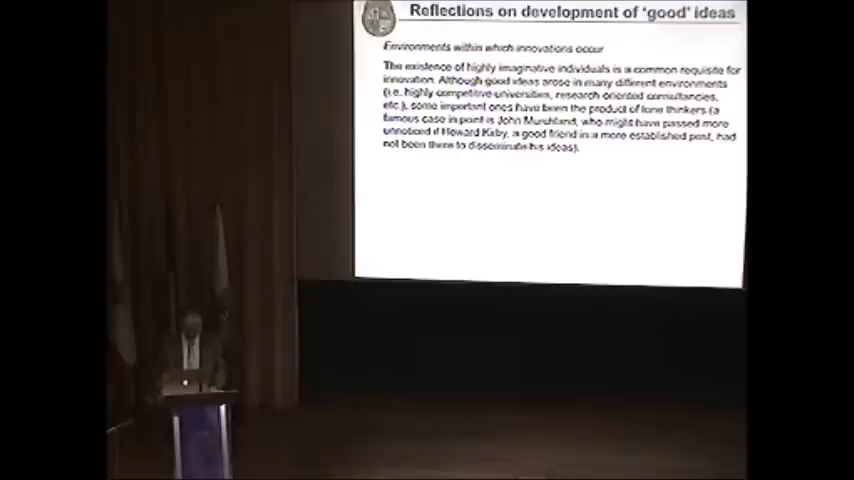 Reflections on development of ‘good’ ideas
Environments within which innovations occur
The existence of highly imaginative individuals is a common requisite for
innovation. Although good ideas arose in many different environments
(i.e. highly competitive universities, research oriented consultancies,
etc.), some important ones have been the product of lone thinkers (a
famous case in point is John Murchland, who might have passed more
unnoticed if Howard Kirby, a good friend in a more established post, had
not been there to disseminate his ideas).